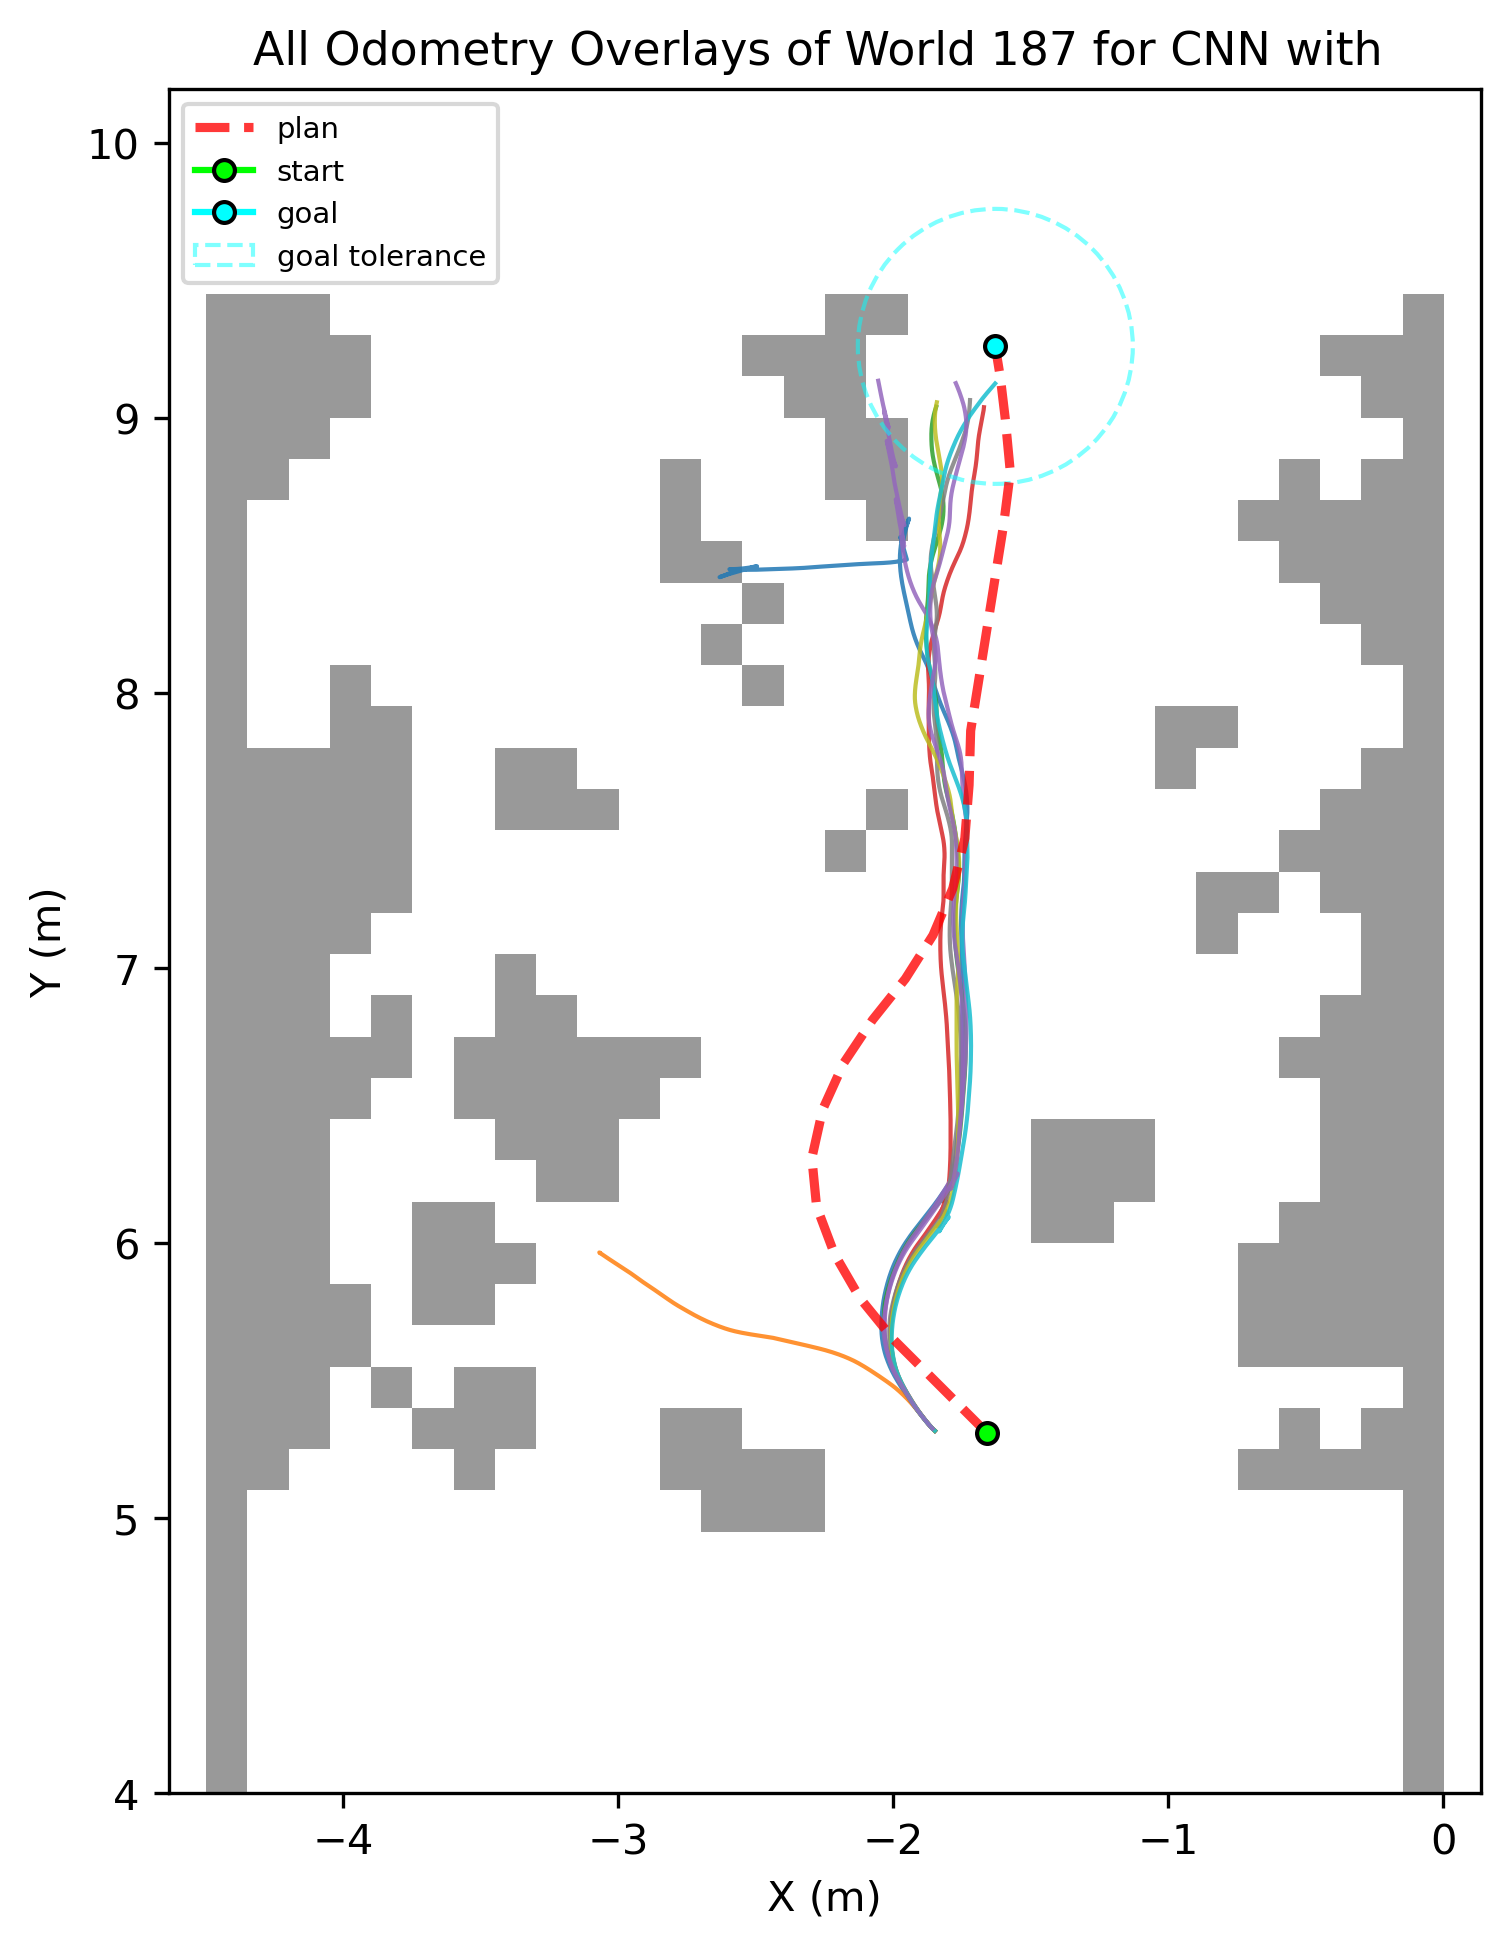 All Odometry Overlays of World 187 for CNN with
plan
start
goal
goal tolerance
10
9
8
7
6
5
4
Y (m)
−4
−3
−2
−1
0
X (m)